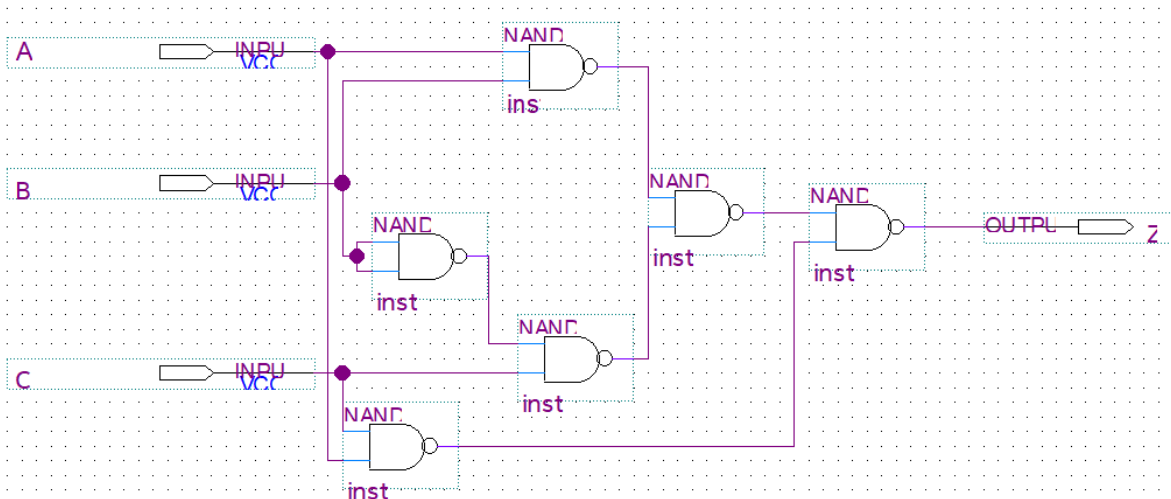 NAND
A INPU
VCC
ins
NAND
B INPU
VCC
NAND
OUTPU Z
NAND
inst
inst
inst
NAND
A
C INPU
VCC
inst
NAND
inst